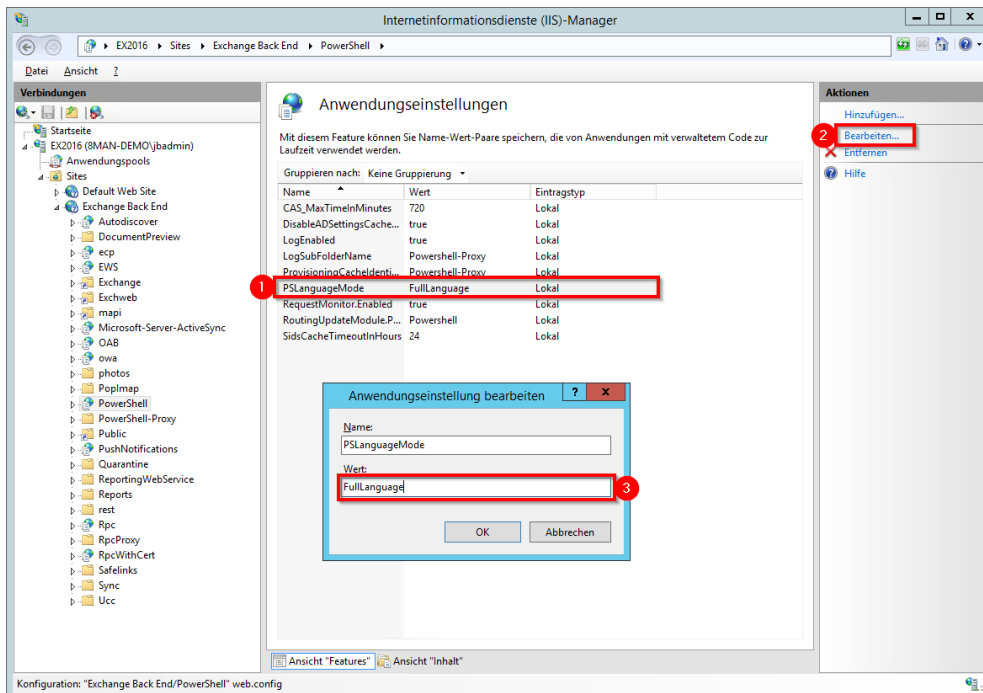 Internetinformationsdienste (IIS)-Manager
EX2016 Sites Exchange Back End PowerShell
Datei Ansicht ?
Verbindungen
Startseite
EX2016 (8MAN-DEMO\jbadmin)
Anwendungspools
Sites
Default Web Site
Exchange Back End
Autodiscover
DocumentPreview
ecp
EWS
Exchange
Exchweb
mapi
Microsoft-Server-ActiveSync
OAB
owa
photos
PopImap
PowerShell
PowerShell-Proxy
Public
PushNotifications
Quarantine
ReportingWebService
Reports
rest
Rpc
RpcProxy
RpcWithCert
Safelinks
Sync
Ucc
Anwendungseinstellungen
Mit diesem Feature können Sie Name-Wert-Paare speichern, die von Anwendungen mit verwaltetem Code zur
Laufzeit verwendet werden.
Gruppieren nach: Keine Gruppierung
Name Wert Eintragstyp
CAS_MaxTimeInMinutes 720 Lokal
DisableADSettingsCache... true Lokal
LogEnabled true Lokal
LogSubFolderName Powershell-Proxy Lokal
ProvisioningCacheIdenti... Powershell-Proxy Lokal
1 PSLanguageMode FullLanguage Lokal
RequestMonitor.Enabled true Lokal
RoutingUpdateModule.P... Powershell Lokal
SidsCacheTimeoutInHours 24 Lokal
Anwendungseinstellung bearbeiten ? x
Name:
PSLanguageMode
Wert:
FullLanguage 3
OK Abbrechen
Ansicht "Features" Ansicht "Inhalt"
Aktionen
Hinzufügen...
2 Bearbeiten...
Entfernen
Hilfe
Konfiguration: "Exchange Back End/PowerShell" web.config